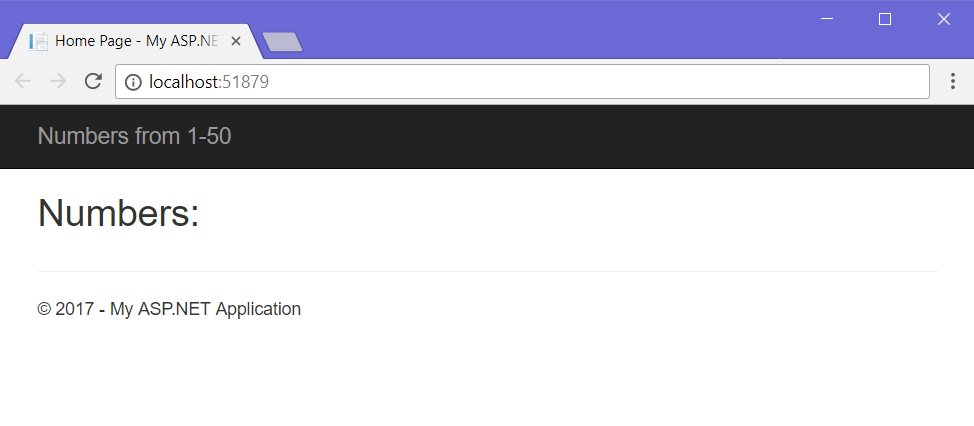 Home Page - My ASP.NE
localhost:51879
Numbers from 1-50
Numbers:
© 2017 - My ASP.NET Application